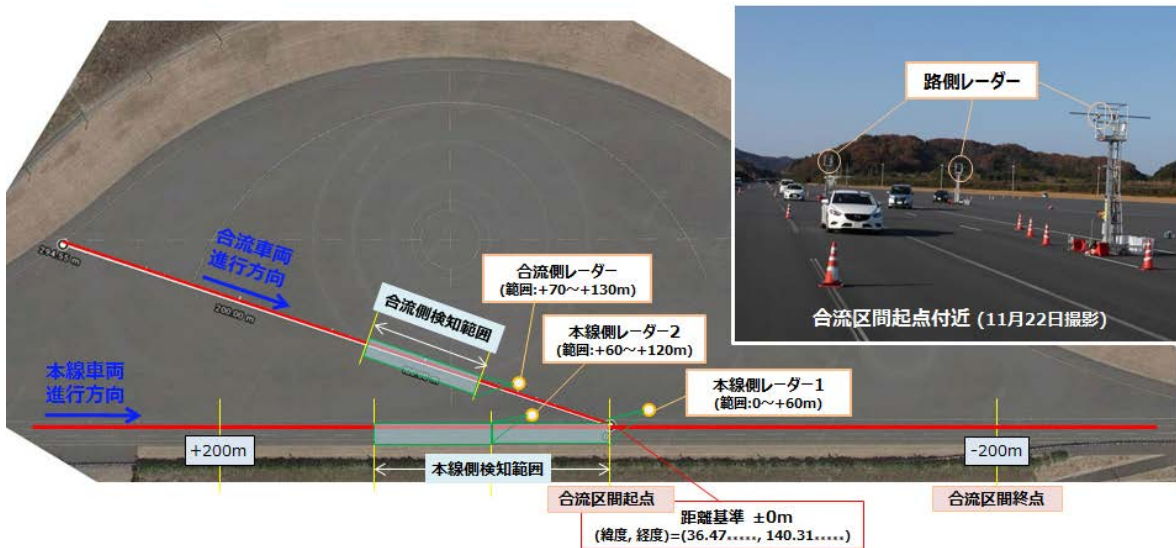 路側レーダー
合流区間起点付近 (11月22日撮影)
合流車両
進行方向
294.55 m
200.00 m
合流側検知範囲
合流側レーダー
(範囲:+70～+130m)
本線側レーダー2
(範囲:+60～+120m)
本線側レーダー1
(範囲:0～+60m)
本線車両
進行方向
+200m
本線側検知範囲
-200m
合流区間起点
合流区間終点
距離基準 ±0m
(緯度, 経度)=(36.47....., 140.31.....)